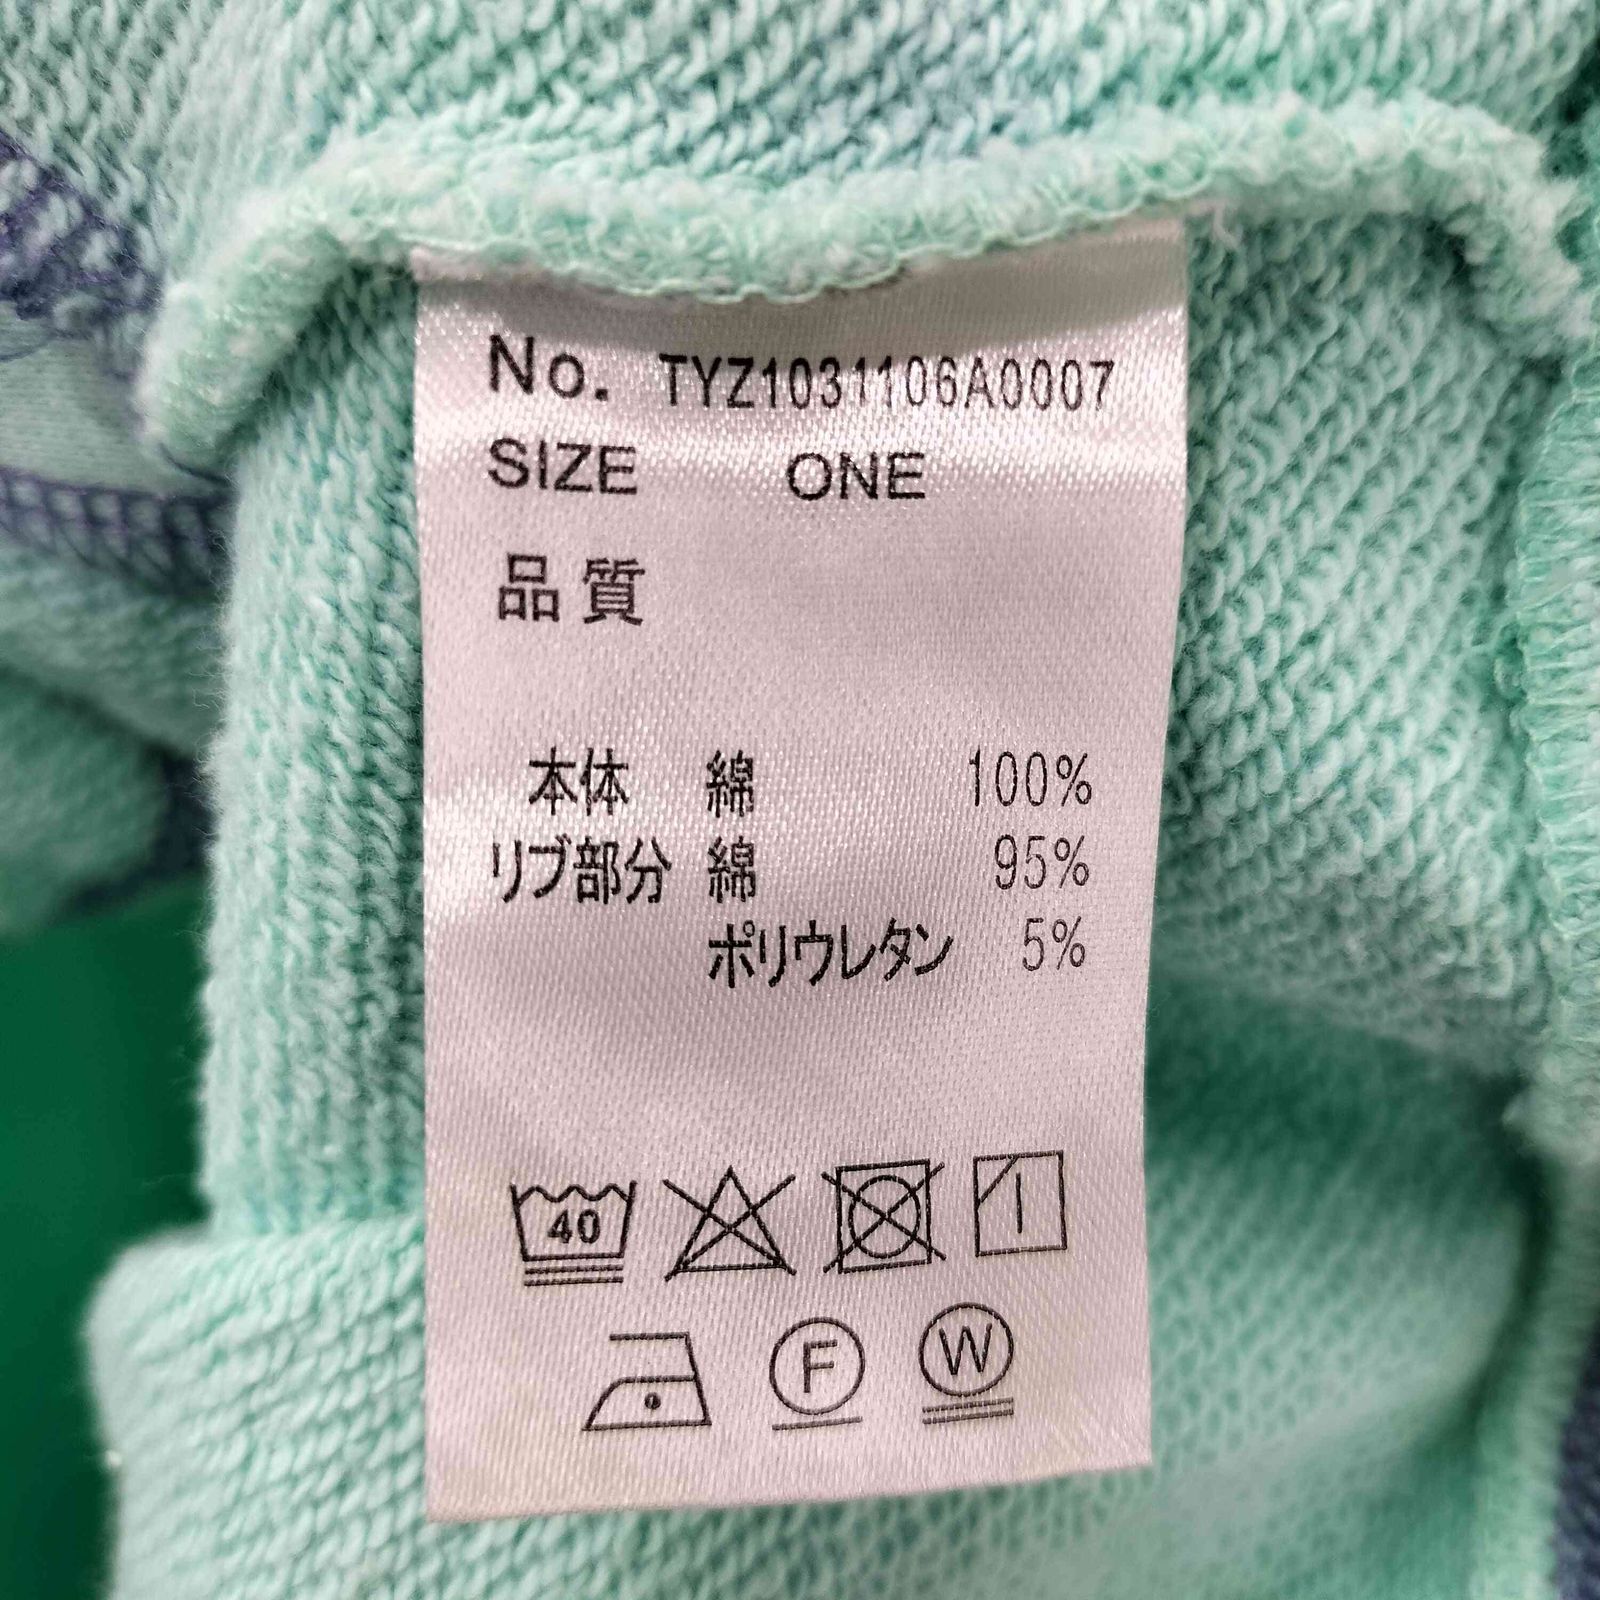 No. TYZ1031106A0007
SIZE ONE
品質
本体 綿 100%
リブ部分 綿 95%
ポリウレタン 5%
40
F W